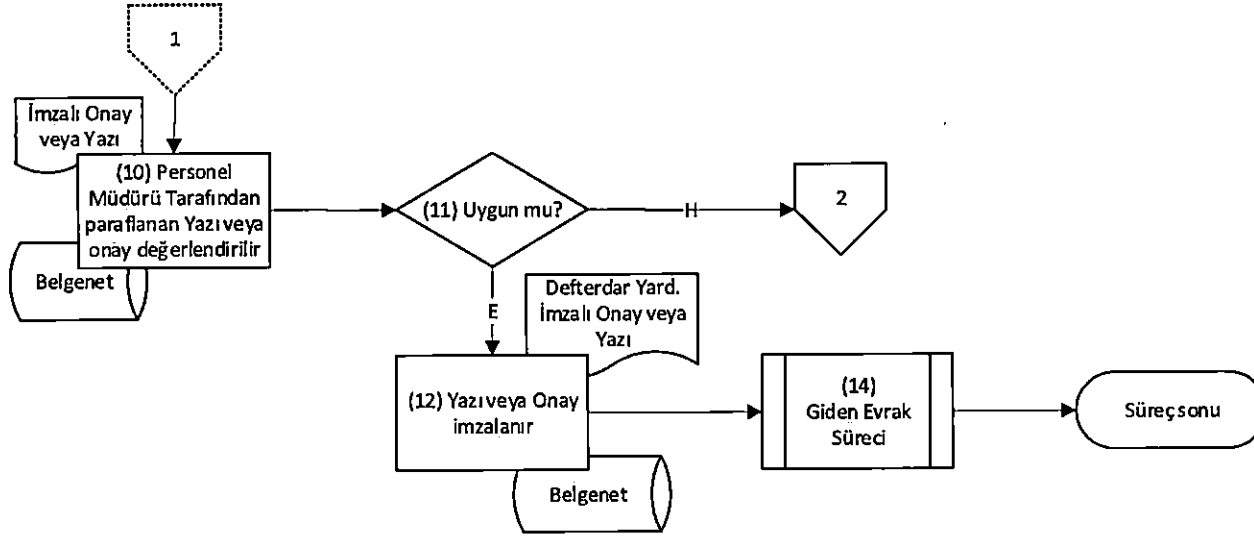 1
İmzalı Onay
veya Yazı
(10) Personel
Müdürü Tarafından
paraflanan Yazı veya
onay değerlendirilir
Belgenet
(11) Uygun mu?
H
2
E
Defterdar Yard.
İmzalı Onay veya
Yazı
(12) Yazı veya Onay
imzalanır
Belgenet
(14)
Giden Evrak
Süreci
Süreç sonu